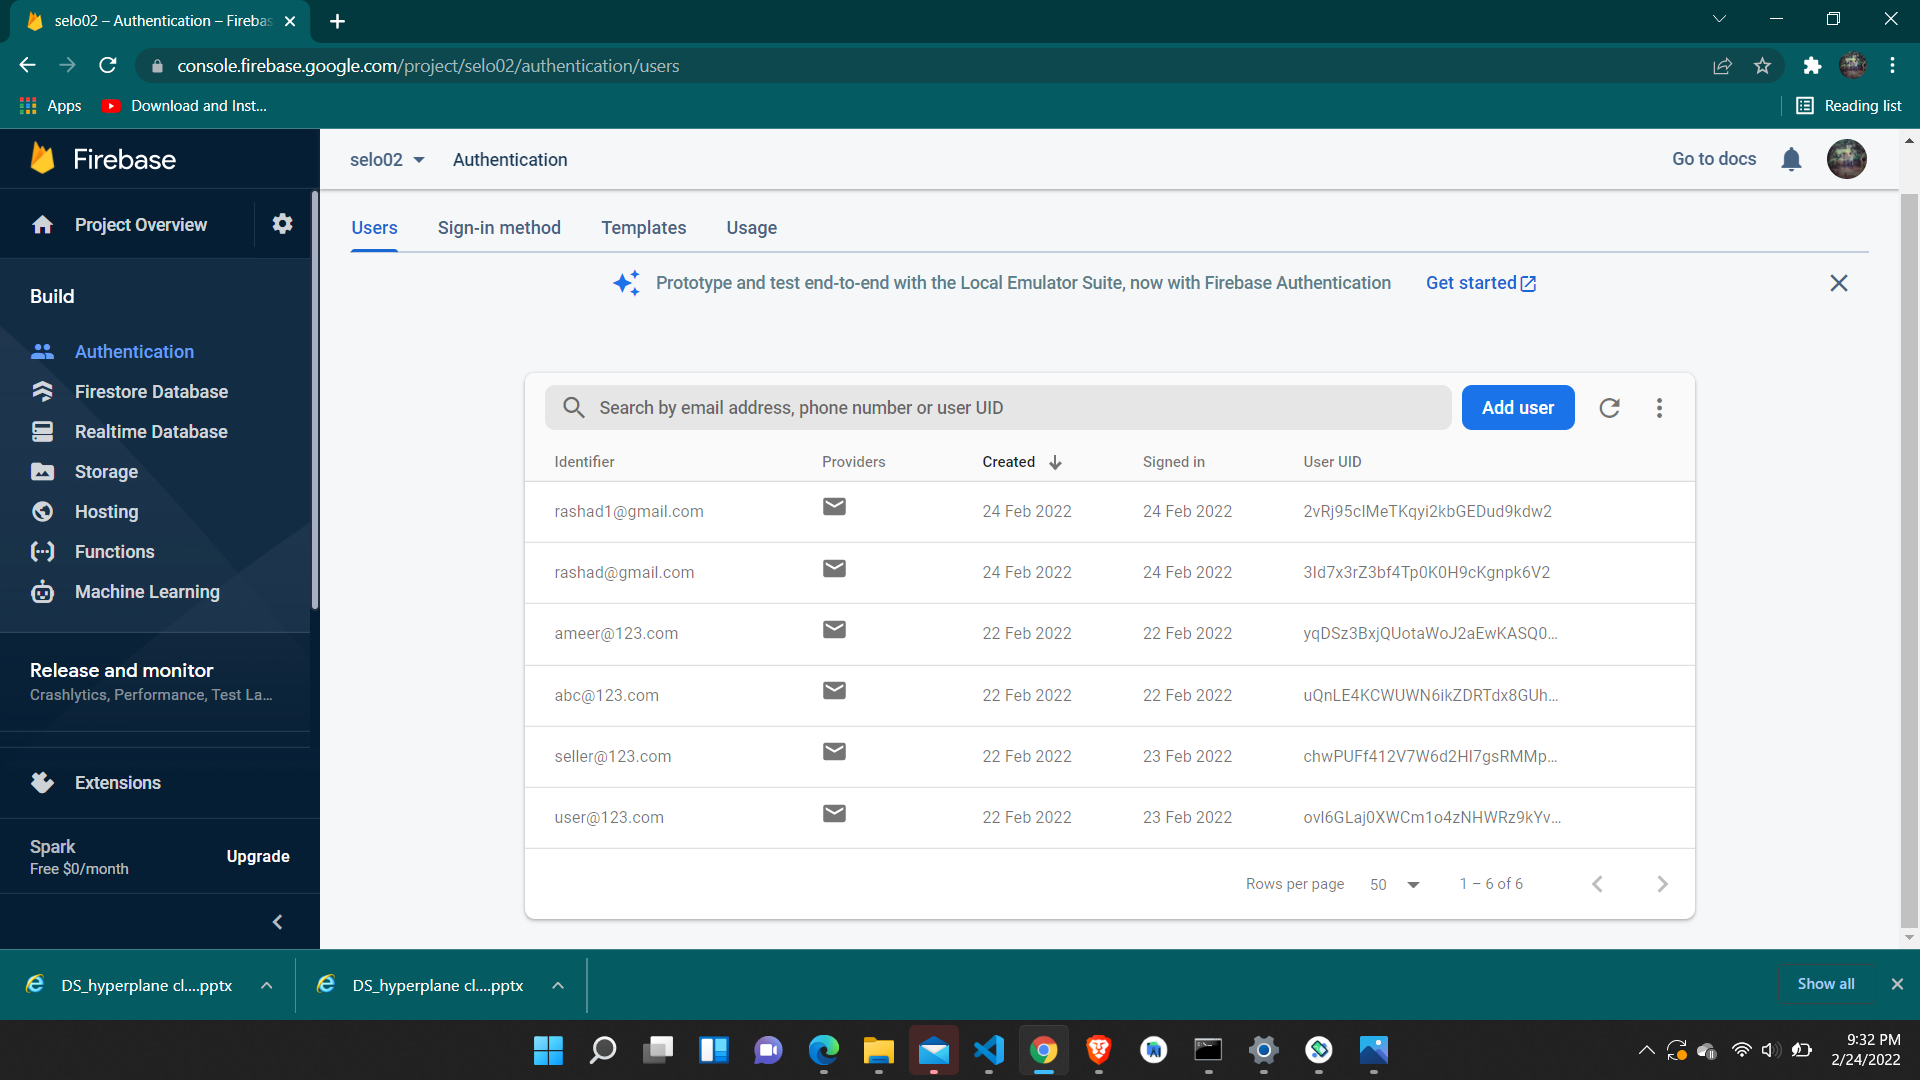 selo02 – Authentication – Firebas
console.firebase.google.com/project/selo02/authentication/users
Apps
Download and Inst...
Reading list
Firebase
selo02
Authentication
Go to docs
Project Overview
Users
Sign-in method
Templates
Usage
Prototype and test end-to-end with the Local Emulator Suite, now with Firebase Authentication
Get started
Build
Authentication
Firestore Database
Realtime Database
Storage
Hosting
Functions
Machine Learning
Release and monitor
Crashlytics, Performance, Test La...
Extensions
Spark
Free $0/month
Upgrade
Search by email address, phone number or user UID
Add user
Identifier Providers Created Signed in User UID
rashad1@gmail.com 24 Feb 2022 24 Feb 2022 2vRj95clMeTKqyi2kbGEDud9kdw2
rashad@gmail.com 24 Feb 2022 24 Feb 2022 3Id7x3rZ3bf4Tp0K0H9cKgnpk6V2
ameer@123.com 22 Feb 2022 22 Feb 2022 yqDSz3BxjQUotaWoJ2aEwKASQ0...
abc@123.com 22 Feb 2022 22 Feb 2022 uQnLE4KCWUWN6ikZDRTdx8GUh...
seller@123.com 22 Feb 2022 23 Feb 2022 chwPUFf412V7W6d2HI7gsRMMp...
user@123.com 22 Feb 2022 23 Feb 2022 ovl6GLaj0XWCm1o4zNHWRz9kYv...
Rows per page 50 1 – 6 of 6
DS_hyperplane cl....pptx
DS_hyperplane cl....pptx
Show all
9:32 PM
2/24/2022